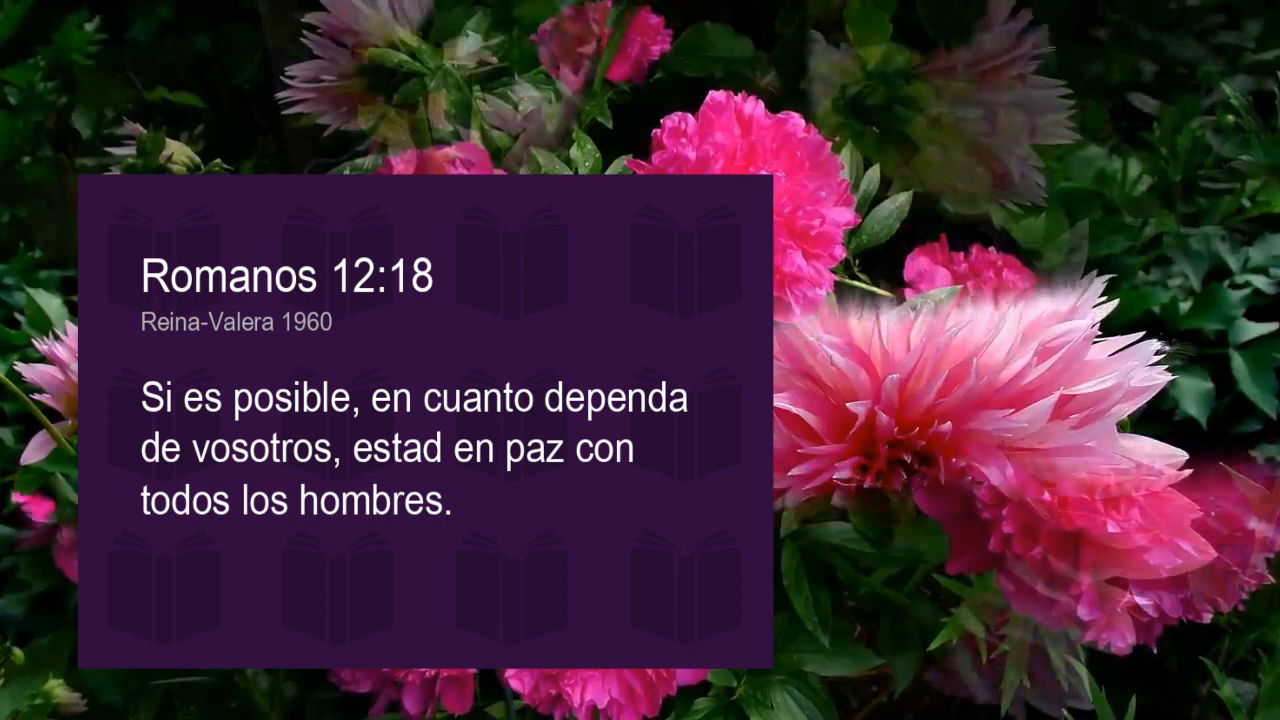 Romanos 12:18
Reina-Valera 1960
Si es posible, en cuanto dependa
de vosotros, estad en paz con
todos los hombres.